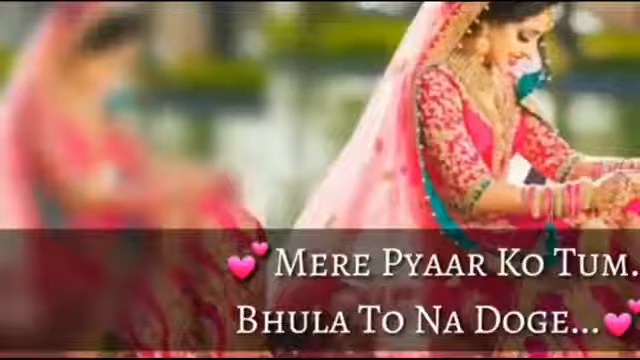 💕Mere Pyaar Ko Tum.
Bhula To Na Doge...💕